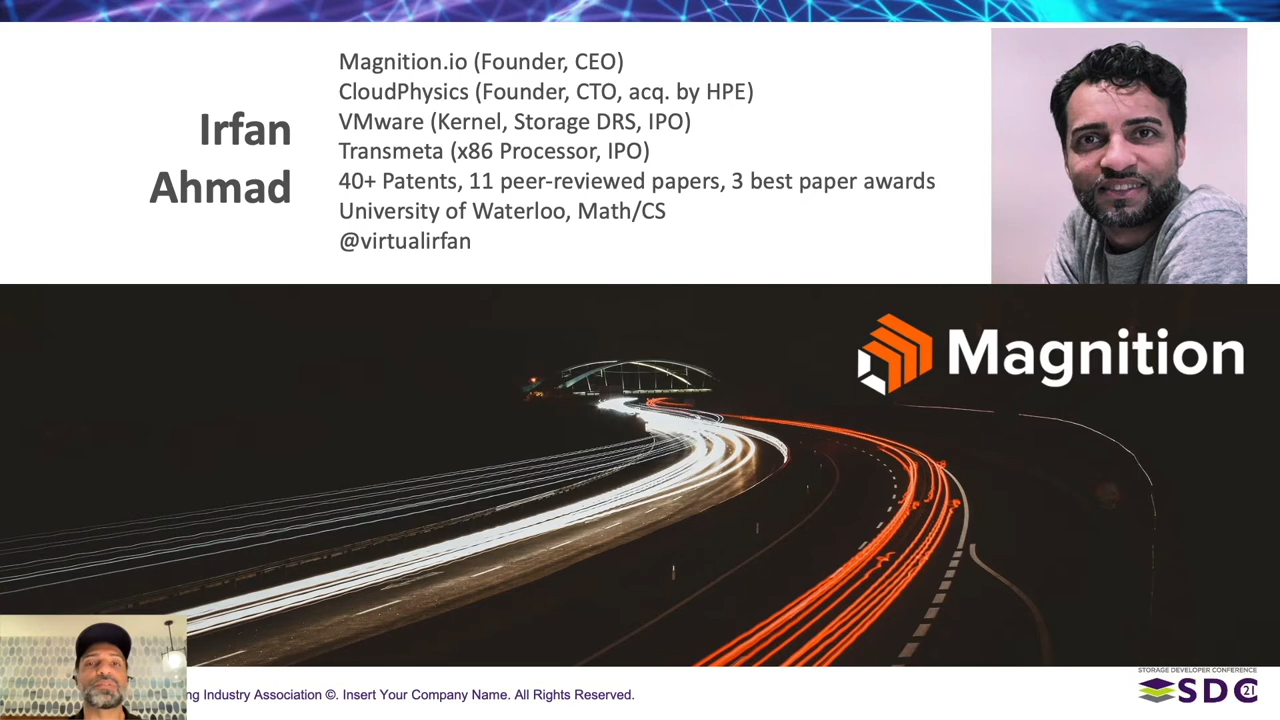 Irfan
Ahmad
Magnition.io (Founder, CEO)
CloudPhysics (Founder, CTO, acq. by HPE)
VMware (Kernel, Storage DRS, IPO)
Transmeta (x86 Processor, IPO)
40+ Patents, 11 peer-reviewed papers, 3 best paper awards
University of Waterloo, Math/CS
@virtualirfan
Magnition
ng Industry Association ©. Insert Your Company Name. All Rights Reserved.
STORAGE DEVELOPER CONFERENCE
SDC 21